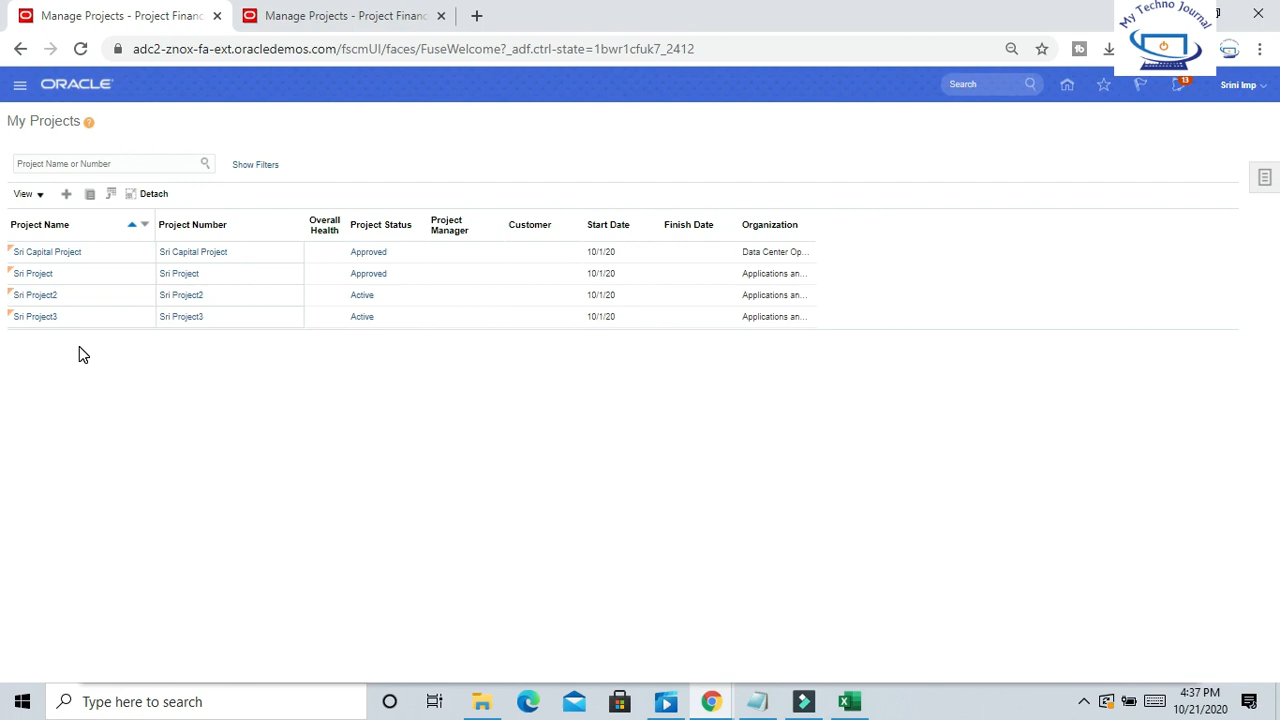 Manage Projects - Project Financ
Manage Projects - Project Financ
My Techno Journal
adc2-znox-fa-ext.oracledemos.com/fscmUI/faces/FuseWelcome?_adf.ctrl-state=1bwr1cfuk7_2412
ORACLE
Search
13
Srini Imp
My Projects
Project Name or Number
Show Filters
View
Detach
Project Name Project Number Overall Health Project Status Project Manager Customer Start Date Finish Date Organization
Sri Capital Project Sri Capital Project Approved 10/1/20 Data Center Op...
Sri Project Sri Project Approved 10/1/20 Applications an...
Sri Project2 Sri Project2 Active 10/1/20 Applications an...
Sri Project3 Sri Project3 Active 10/1/20 Applications an...
Type here to search
4:37 PM
10/21/2020